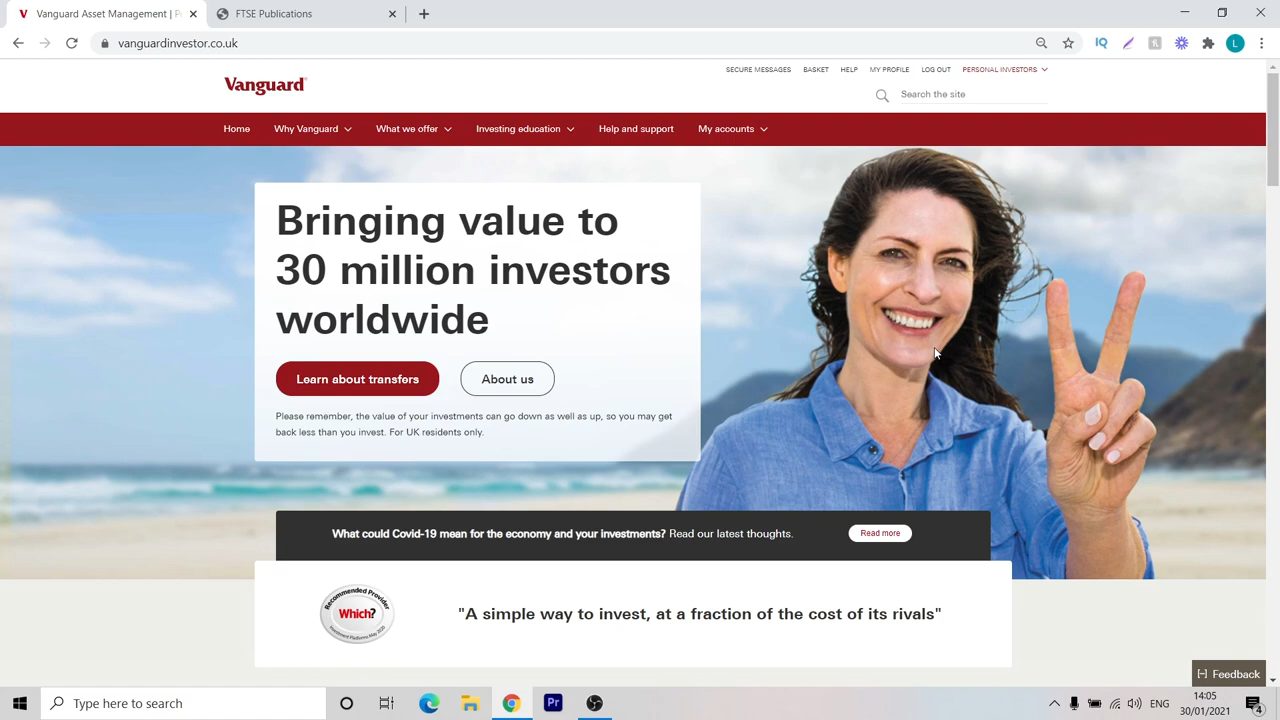 Vanguard Asset Management | P
FTSE Publications
vanguardinvestor.co.uk
SECURE MESSAGES
BASKET
HELP
MY PROFILE
LOG OUT
PERSONAL INVESTORS
Vanguard
Search the site
Home
Why Vanguard
What we offer
Investing education
Help and support
My accounts
Bringing value to
30 million investors
worldwide
Learn about transfers
About us
Please remember, the value of your investments can go down as well as up, so you may get
back less than you invest. For UK residents only.
What could Covid-19 mean for the economy and your investments? Read our latest thoughts.
Read more
Recommended Provider
Which?
Investment Platforms May 2020
"A simple way to invest, at a fraction of the cost of its rivals"
Feedback
Type here to search
Pr
ENG
14:05
30/01/2021
4